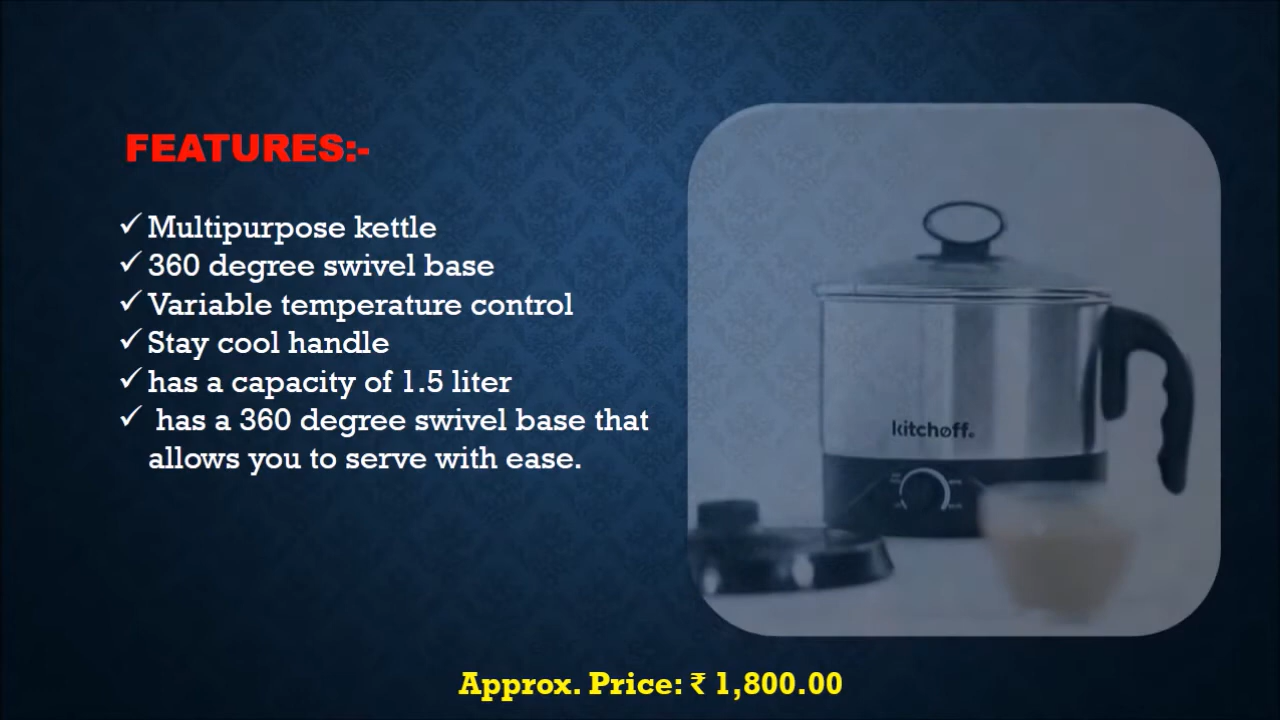 FEATURES:-
✓ Multipurpose kettle
✓ 360 degree swivel base
✓ Variable temperature control
✓ Stay cool handle
✓ has a capacity of 1.5 liter
✓ has a 360 degree swivel base that
allows you to serve with ease.
kitchoff.
Approx. Price: ₹ 1,800.00